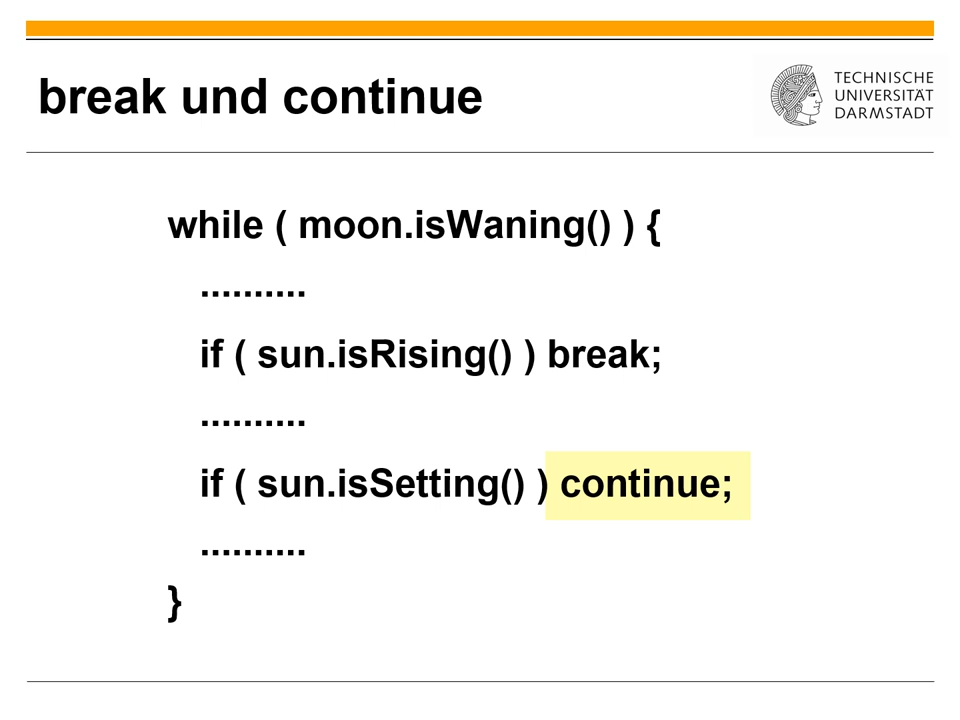 break und continue
TECHNISCHE
UNIVERSITÄT
DARMSTADT
while ( moon.isWaning() ) {
..........
if ( sun.isRising() ) break;
..........
if ( sun.isSetting() ) continue;
..........
}